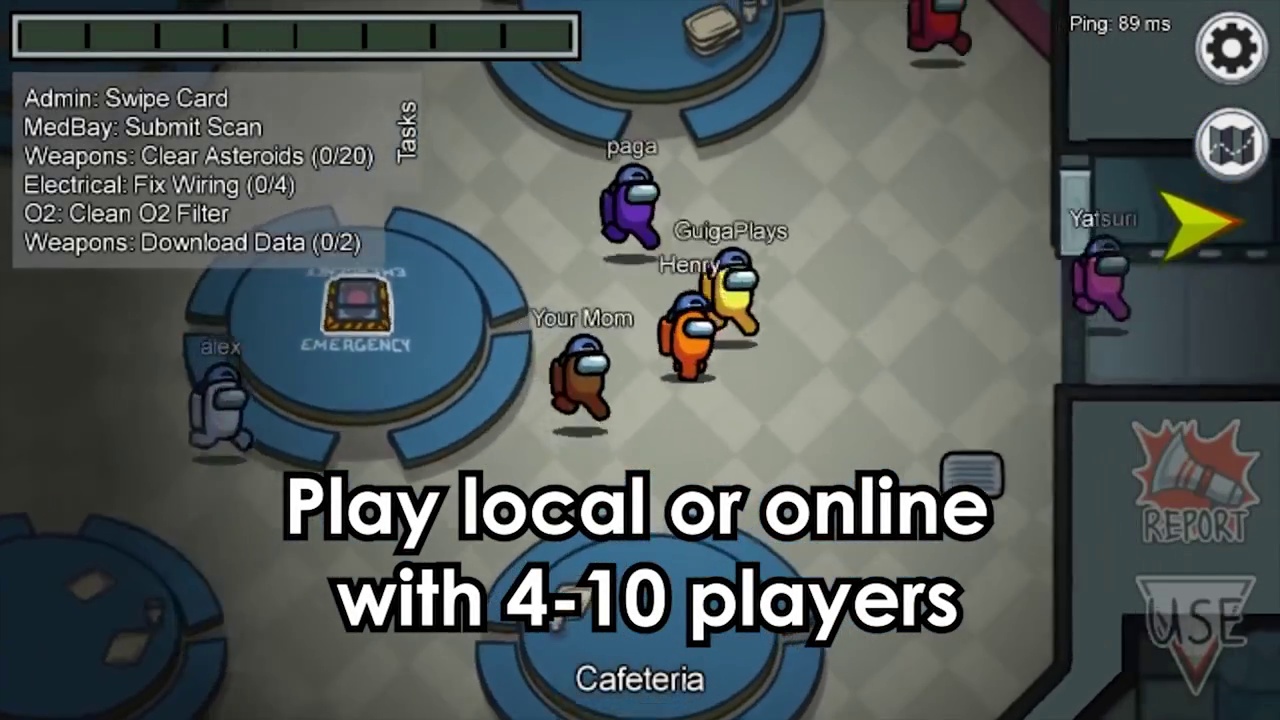 Ping: 89 ms
Admin: Swipe Card
MedBay: Submit Scan
Weapons: Clear Asteroids (0/20)
Electrical: Fix Wiring (0/4)
O2: Clean O2 Filter
Weapons: Download Data (0/2)
Tasks
paga
GuigaPlays
Yatsuri
Henry
Your Mom
alex
EMERGENCY
EMERGENCY
REPORT
Play local or online
with 4-10 players
USE
Cafeteria